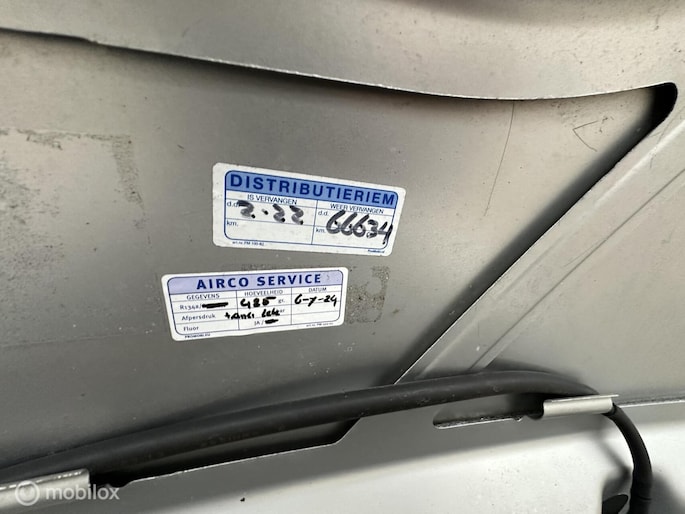 DISTRIBUTIERIEM
IS VERVANGEN WEER VERVANGEN
d.d. 2-22 d.d. 66634
km. km.
AIRCO SERVICE
GEGEVENS HOEVEELHEID DATUM
R134a/ 485 gr. 6-7-24
Afpersdruk
Fluor JA /
mobilox